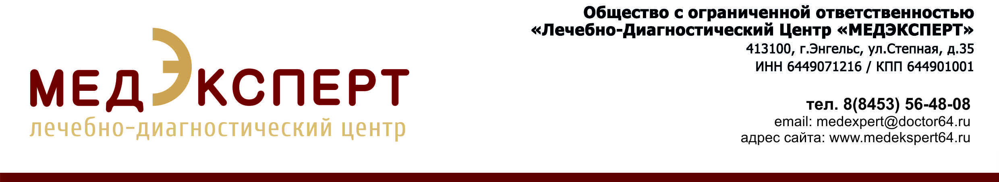 МЕДЭКСПЕРТ
лечебно-диагностический центр
Общество с ограниченной ответственностью
«Лечебно-Диагностический Центр «МЕДЭКСПЕРТ»
413100, г.Энгельс, ул.Степная, д.35
ИНН 6449071216 / КПП 644901001
тел. 8(8453) 56-48-08
email: medexpert@doctor64.ru
адрес сайта: www.medekspert64.ru